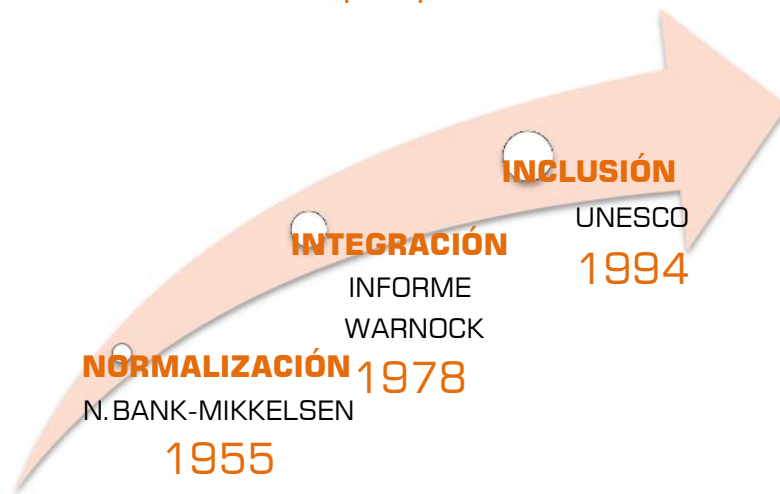 INCLUSIÓN
UNESCO
1994
INTEGRACIÓN
INFORME
WARNOCK
1978
NORMALIZACIÓN
N.BANK-MIKKELSEN
1955